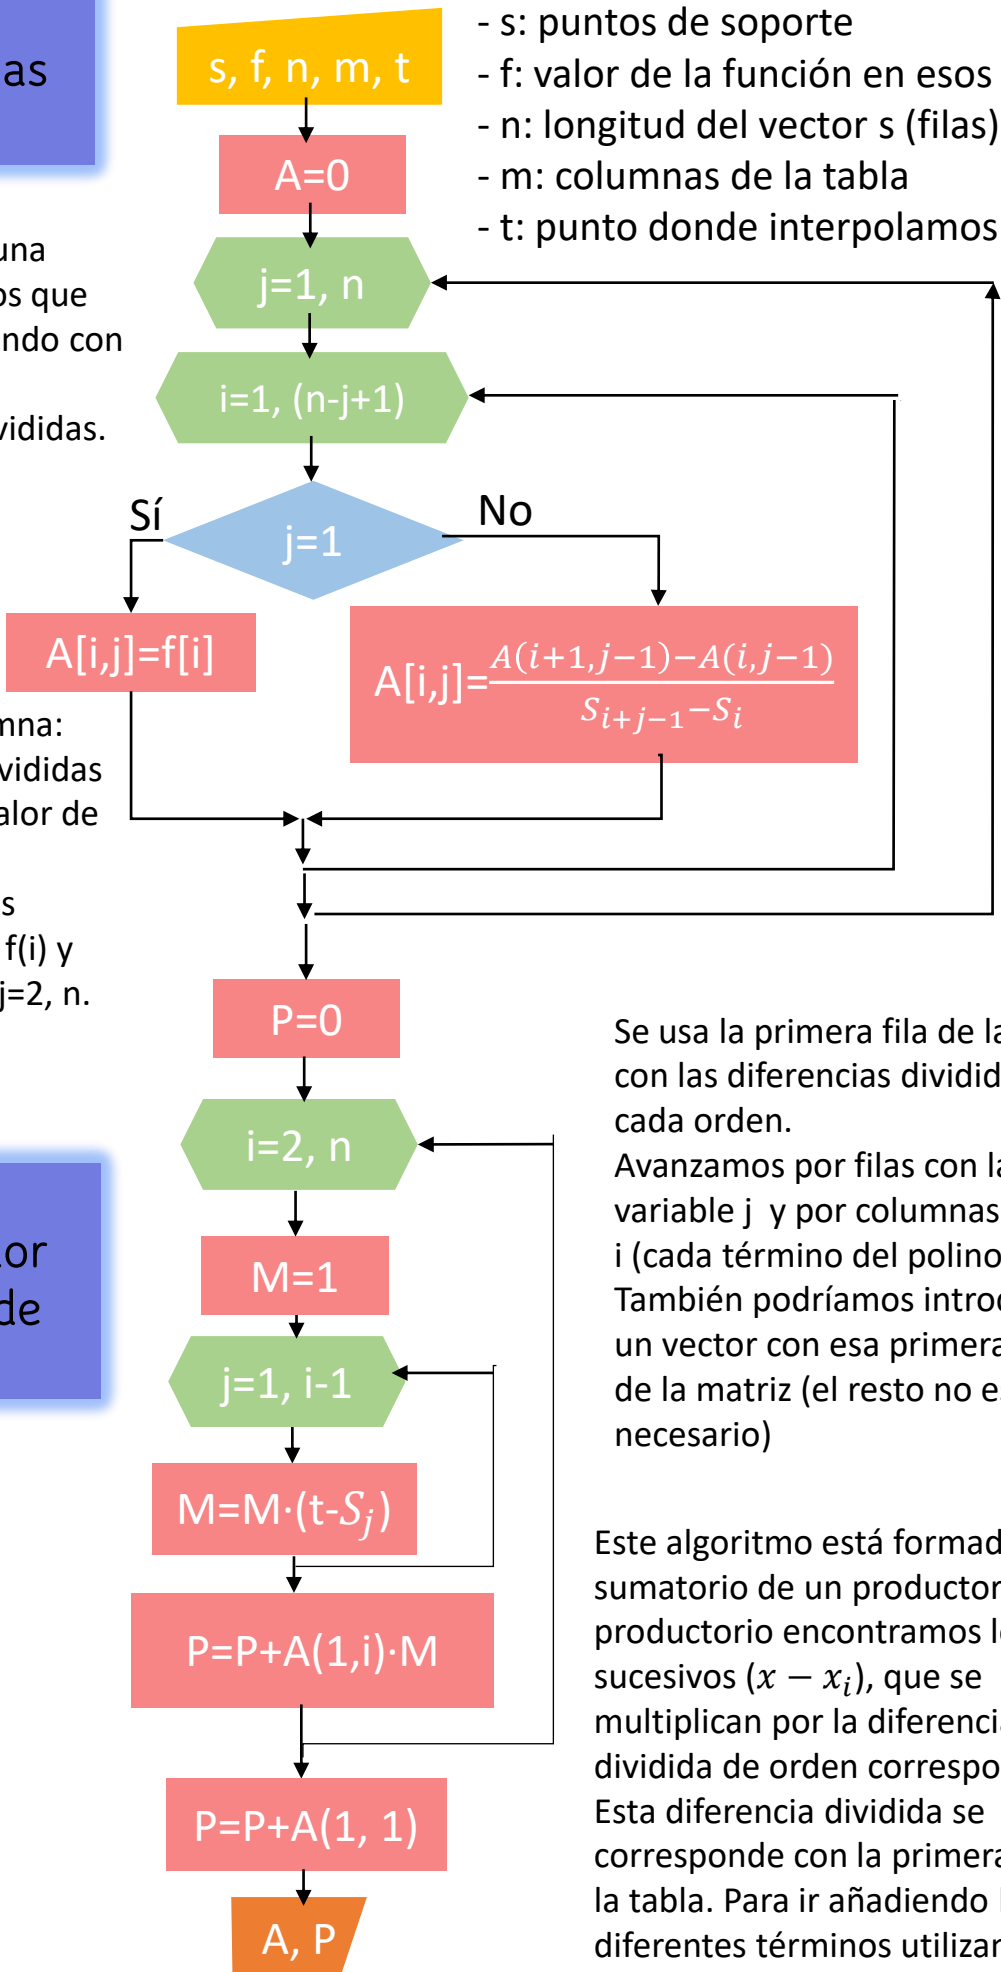 as
s, f, n, m, t
- s: puntos de soporte
- f: valor de la función en esos
- n: longitud del vector s (filas)
- m: columnas de la tabla
- t: punto donde interpolamos
A=0
una
os que
ndo con
vididas.
j=1, n
i=1, (n-j+1)
j=1
Sí
No
A[i,j]=f[i]
A[i,j]=\frac{A(i+1,j−1)−A(i,j−1)}{S_{i+j−1}−S_i}
mna:
vididas
alor de
s
f(i) y
j=2, n.
P=0
i=2, n
M=1
j=1, i-1
M=M·(t-S_j)
P=P+A(1,i)·M
P=P+A(1, 1)
A, P
or
de
Se usa la primera fila de la
con las diferencias dividid
cada orden.
Avanzamos por filas con la
variable j y por columnas
i (cada término del polino
También podríamos introd
un vector con esa primera
de la matriz (el resto no es
necesario)
Este algoritmo está formad
sumatorio de un productor
productorio encontramos lo
sucesivos (x − x_i), que se
multiplican por la diferencia
dividida de orden correspo
Esta diferencia dividida se
corresponde con la primera
la tabla. Para ir añadiendo l
diferentes términos utilizan